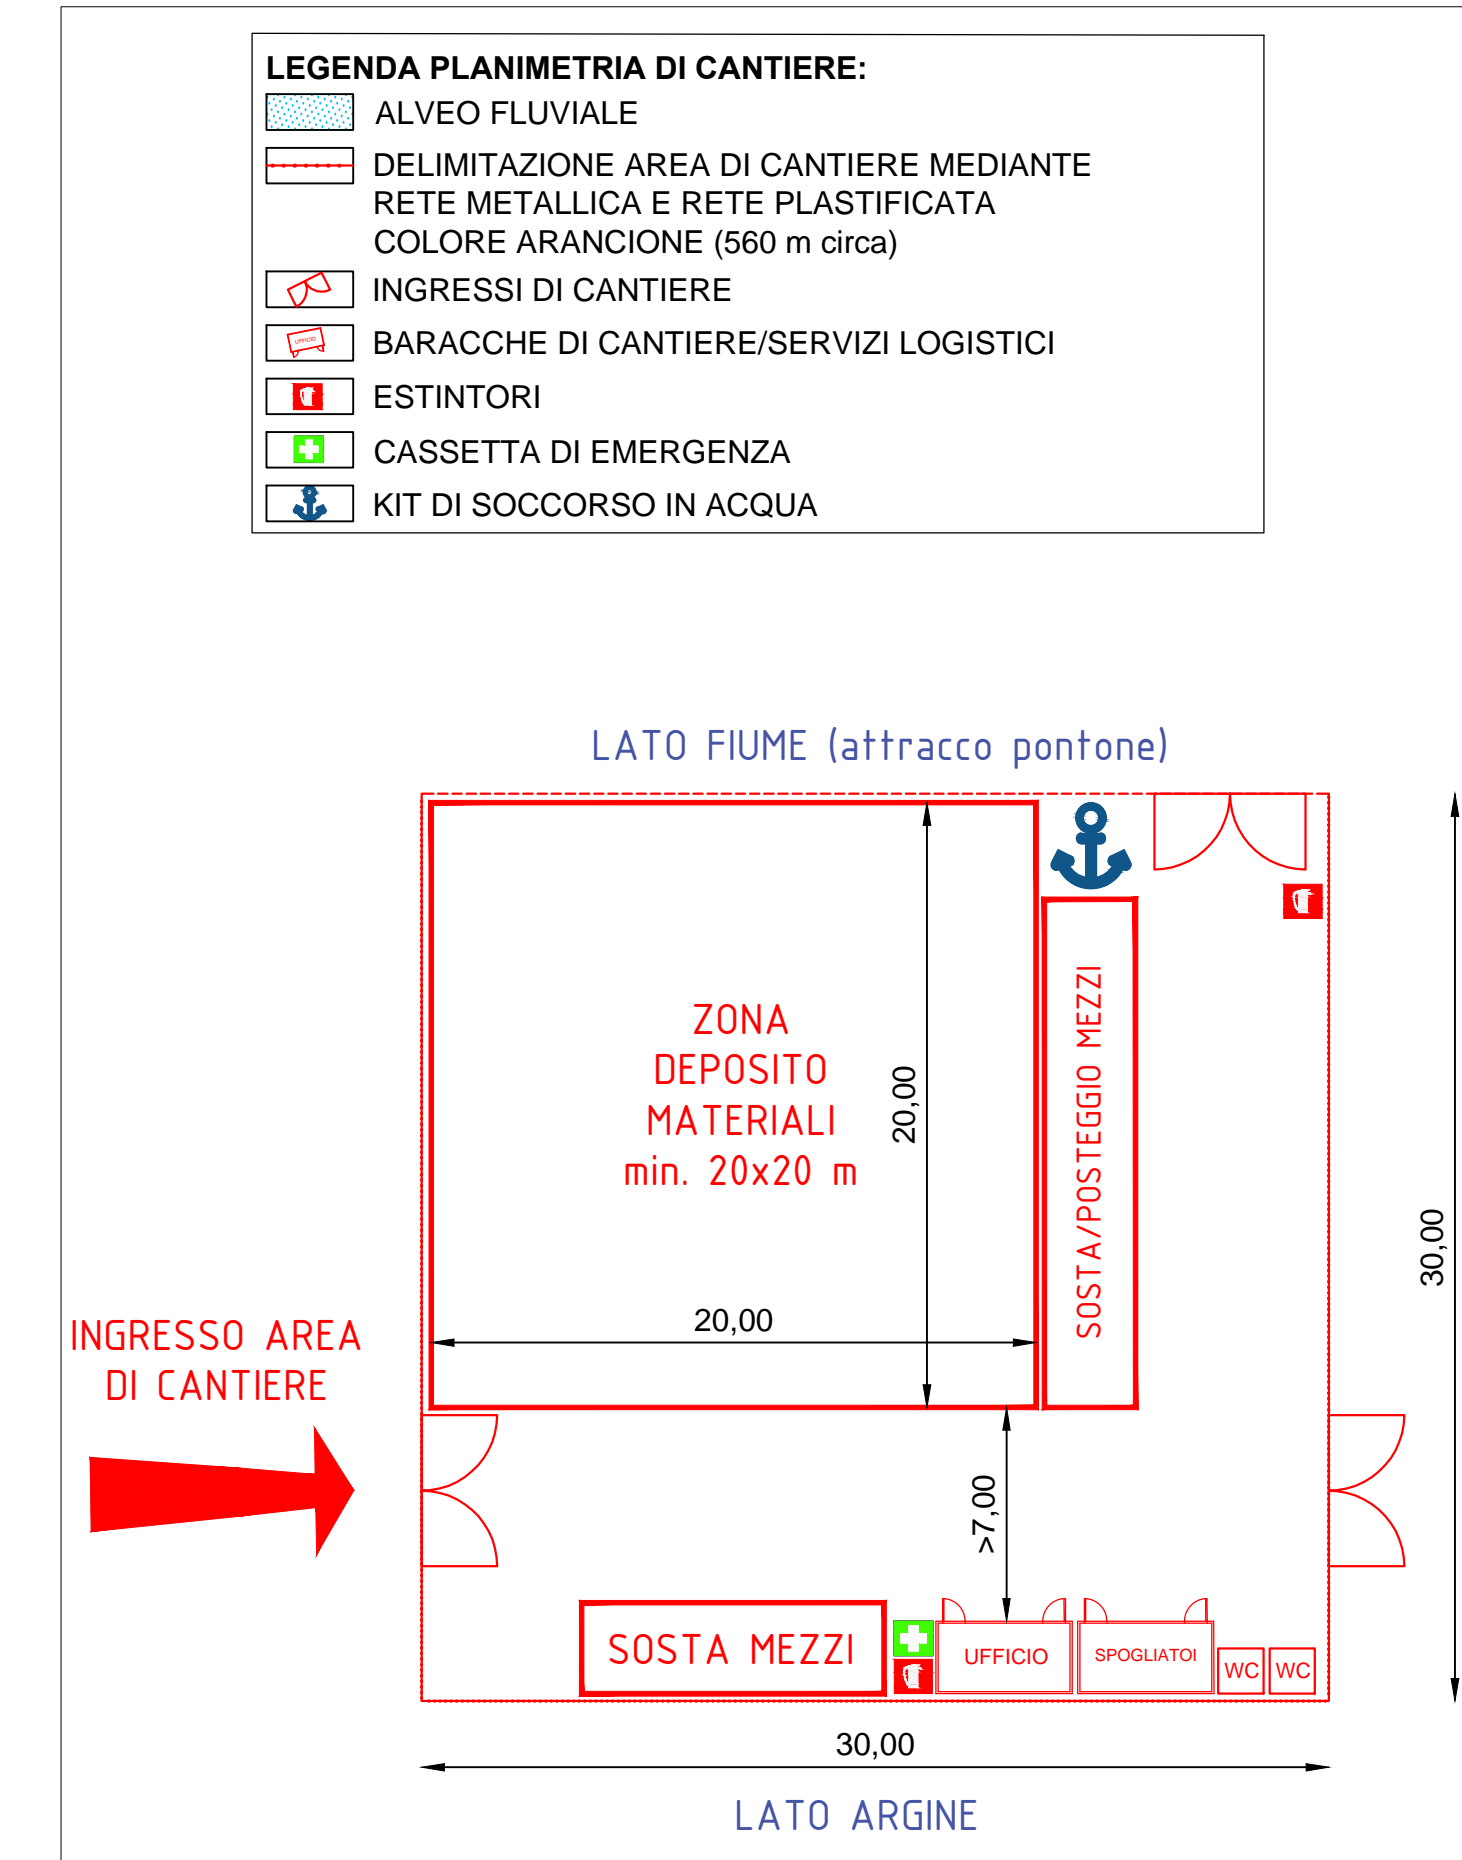 LEGENDA PLANIMETRIA DI CANTIERE:
ALVEO FLUVIALE
DELIMITAZIONE AREA DI CANTIERE MEDIANTE
RETE METALLICA E RETE PLASTIFICATA
COLORE ARANCIONE (560 m circa)
INGRESSI DI CANTIERE
UFFICIO
BARACCHE DI CANTIERE/SERVIZI LOGISTICI
ESTINTORI
CASSETTA DI EMERGENZA
KIT DI SOCCORSO IN ACQUA
LATO FIUME (attracco pontone)
ZONA
DEPOSITO
MATERIALI
min. 20x20 m
20,00
20,00
SOSTA/POSTEGGIO MEZZI
30,00
INGRESSO AREA
DI CANTIERE
>7,00
SOSTA MEZZI
UFFICIO
SPOGLIATOI
WC
WC
30,00
LATO ARGINE